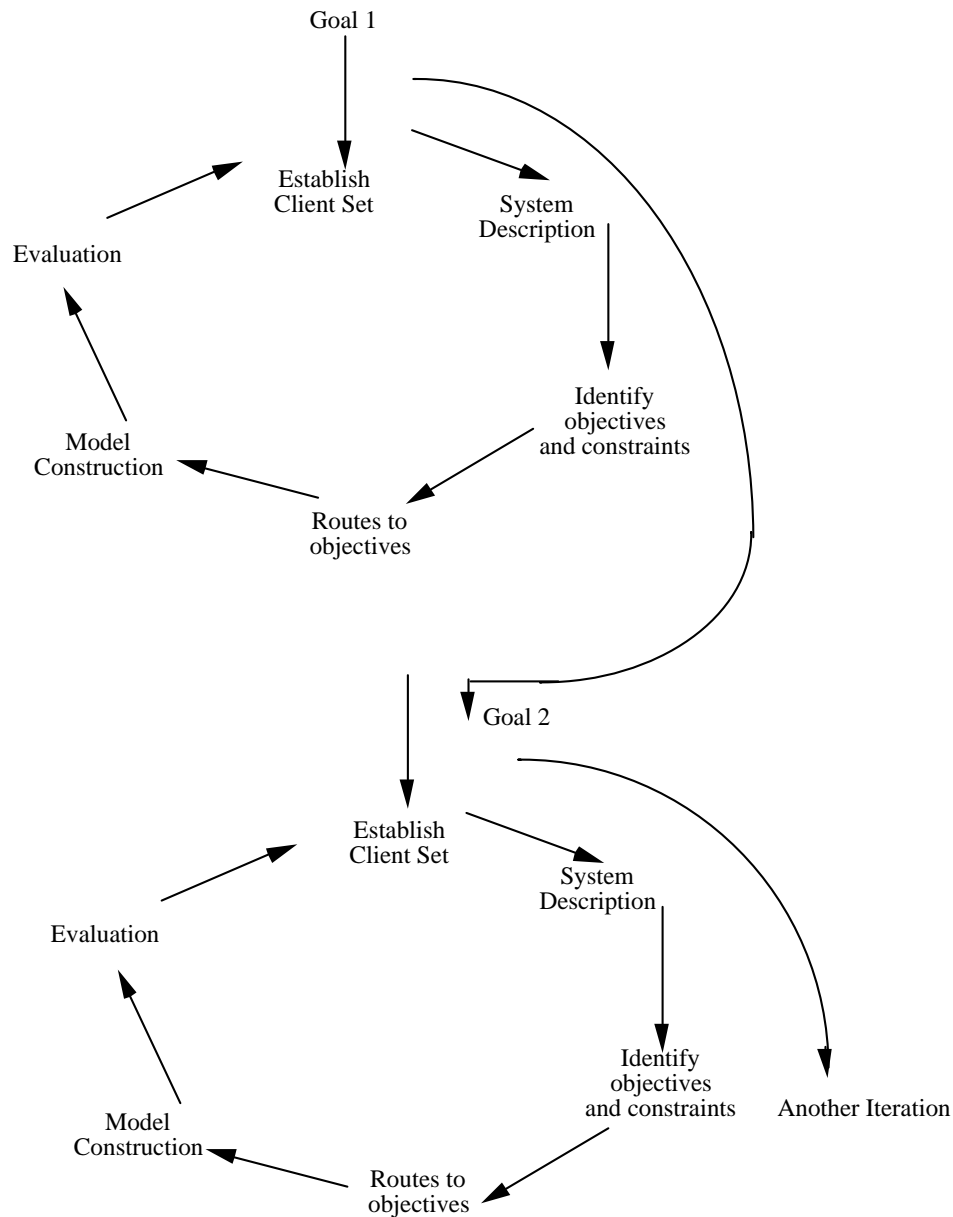 Goal 1
Establish
Client Set
System
Description
Evaluation
Identify
objectives
and constraints
Model
Construction
Routes to
objectives
Goal 2
Establish
Client Set
System
Description
Evaluation
Identify
objectives
and constraints
Another Iteration
Model
Construction
Routes to
objectives